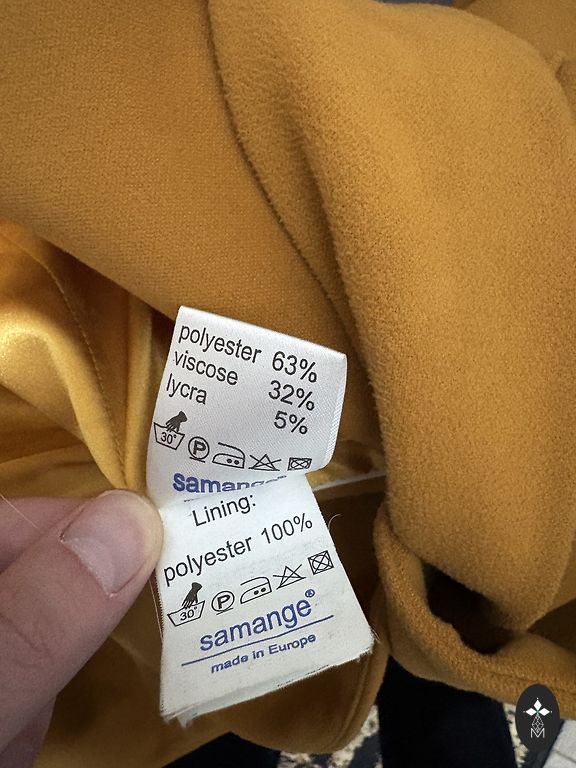 polyester 63%
viscose 32%
lycra 5%
30°
P
samange
Lining:
polyester 100%
30°
P
samange®
made in Europe
M